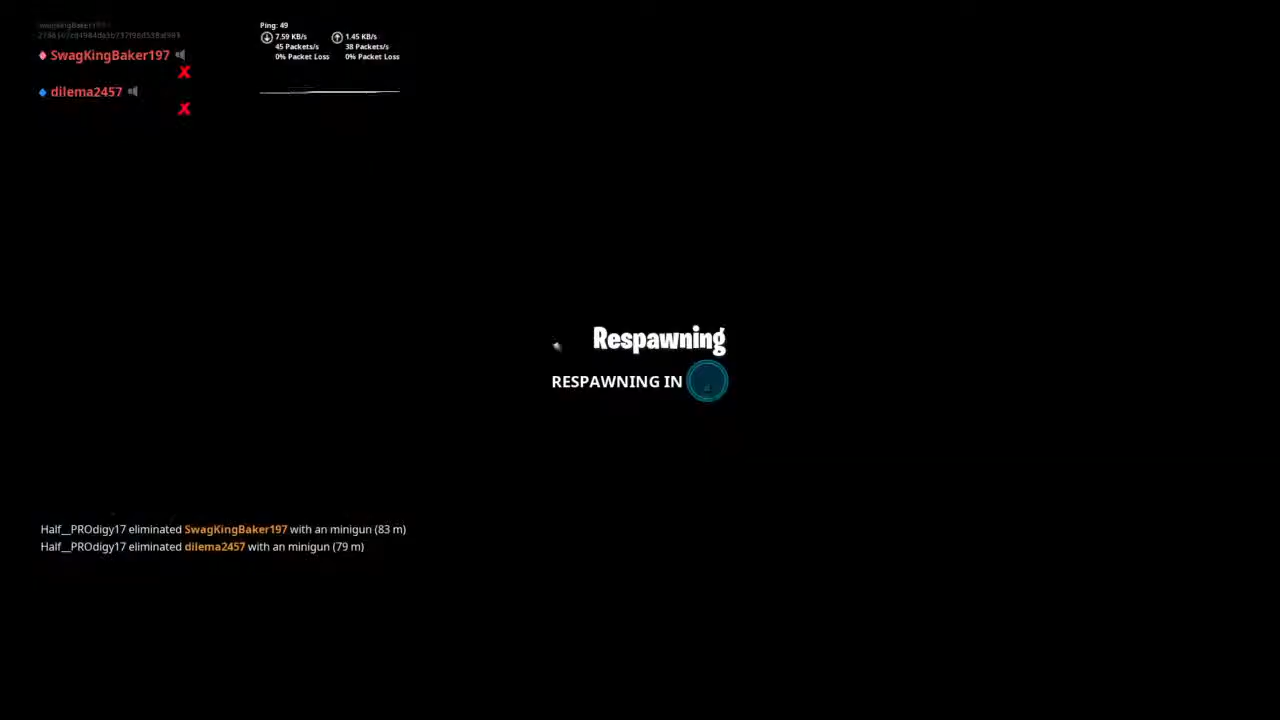 Ping: 49
7.59 KB/s 1.45 KB/s
45 Packets/s 38 Packets/s
0% Packet Loss 0% Packet Loss
SwagKingBaker197
X
dilema2457
X
Respawning
RESPAWNING IN
Half__PROdigy17 eliminated SwagKingBaker197 with an minigun (83 m)
Half__PROdigy17 eliminated dilema2457 with an minigun (79 m)